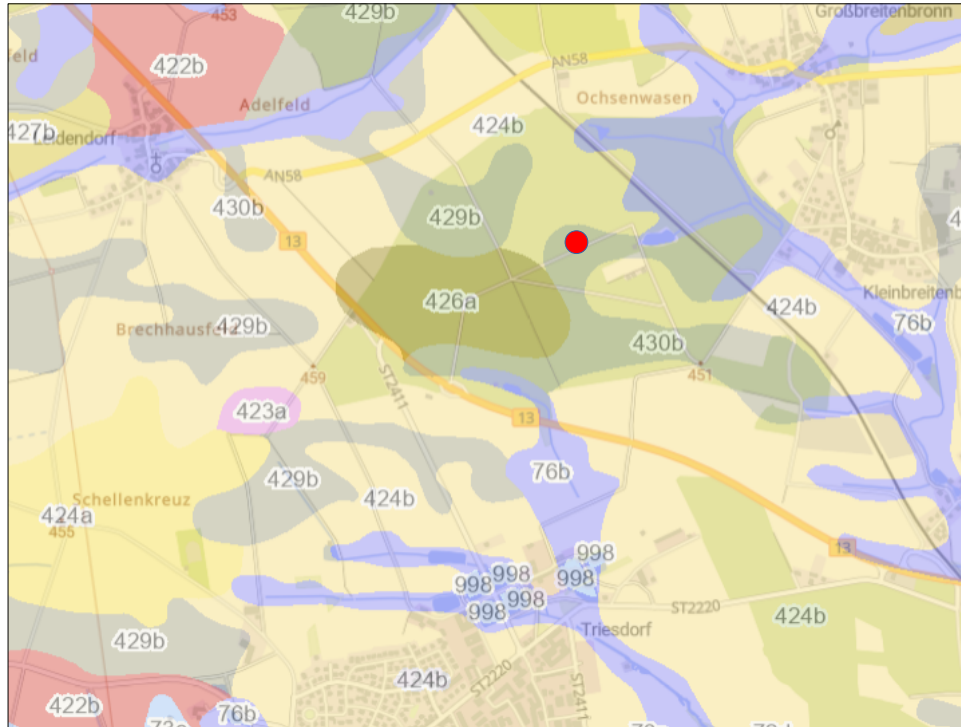 453
429b
Großbreitenbronn
422b
AN58
Adelfeld
Ochsenwasen
427b
Leidendorf
424b
AN58
430b
429b
13
426a
424b
Kleinbreitenb
76b
Brechhausfeld
429b
430b
459
451
ST2411
423a
13
429b
76b
424b
Schellenkreuz
424a
455
13
998
998
998
998
998
998
ST2220
424b
Triesdorf
429b
424b
ST2220
ST2411
422b
76b